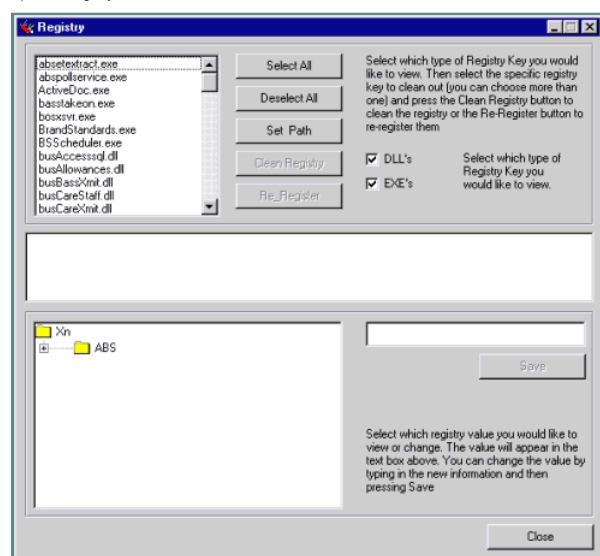 Registry
absetextract.exe
abspollservice.exe
ActiveDoc.exe
basstakeon.exe
bosxsvr.exe
BrandStandards.exe
BSScheduler.exe
busAccesssql.dll
busAllowances.dll
busBassXmit.dll
busCareStaff.dll
busCareXmit.dll
Select All
Deselect All
Set Path
Clean Registry
Re_Register
Select which type of Registry Key you would
like to view. Then select the specific registry
key to clean out (you can choose more than
one) and press the Clean Registry button to
clean the registry or the Re-Register button to
re-register them
DLL's
EXE's
Select which type of
Registry Key you
would like to view.
Xn
ABS
Save
Select which registry value you would like to
view or change. The value will appear in the
text box above. You can change the value by
typing in the new information and then
pressing Save
Close